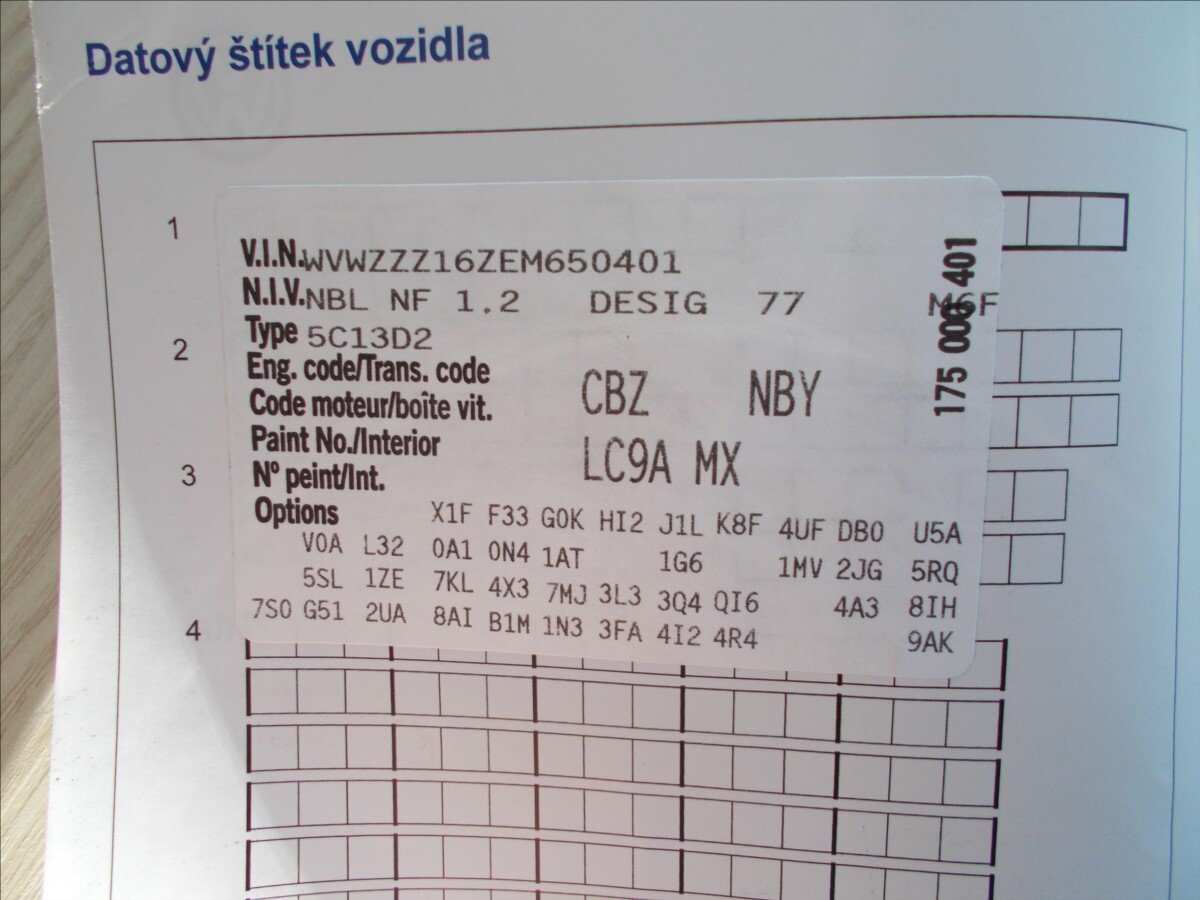 Datový štítek vozidla
1
V.I.N. WVWZZZ16ZEM650401
N.I.V. NBL NF 1.2 DESIG 77 M6F
175 000 401
2
Type 5C13D2
Eng. code/Trans. code
Code moteur/boîte vit. CBZ NBY
Paint No./Interior
3
Nº peint/Int. LC9A MX
Options X1F F33 G0K HI2 J1L K8F 4UF DB0 U5A
V0A L32 0A1 0N4 1AT 1G6 1MV 2JG 5RQ
5SL 1ZE 7KL 4X3 7MJ 3L3 3Q4 QI6 4A3 8IH
7S0 G51 2UA 8AI B1M 1N3 3FA 4I2 4R4 9AK
4